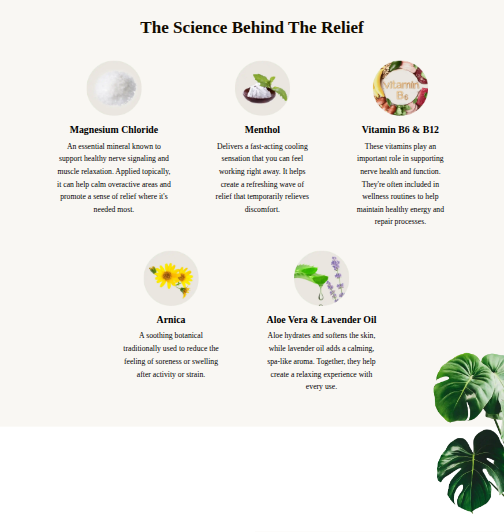 The Science Behind The Relief
Magnesium Chloride
An essential mineral known to
support healthy nerve signaling and
muscle relaxation. Applied topically,
it can help calm overactive areas and
promote a sense of relief where it's
needed most.
Menthol
Delivers a fast-acting cooling
sensation that you can feel
working right away. It helps
create a refreshing wave of
relief that temporarily relieves
discomfort.
vitamin
B6
Vitamin B6 & B12
These vitamins play an
important role in supporting
nerve health and function.
They're often included in
wellness routines to help
maintain healthy energy and
repair processes.
Arnica
A soothing botanical
traditionally used to reduce the
feeling of soreness or swelling
after activity or strain.
Aloe Vera & Lavender Oil
Aloe hydrates and softens the skin,
while lavender oil adds a calming,
spa-like aroma. Together, they help
create a relaxing experience with
every use.